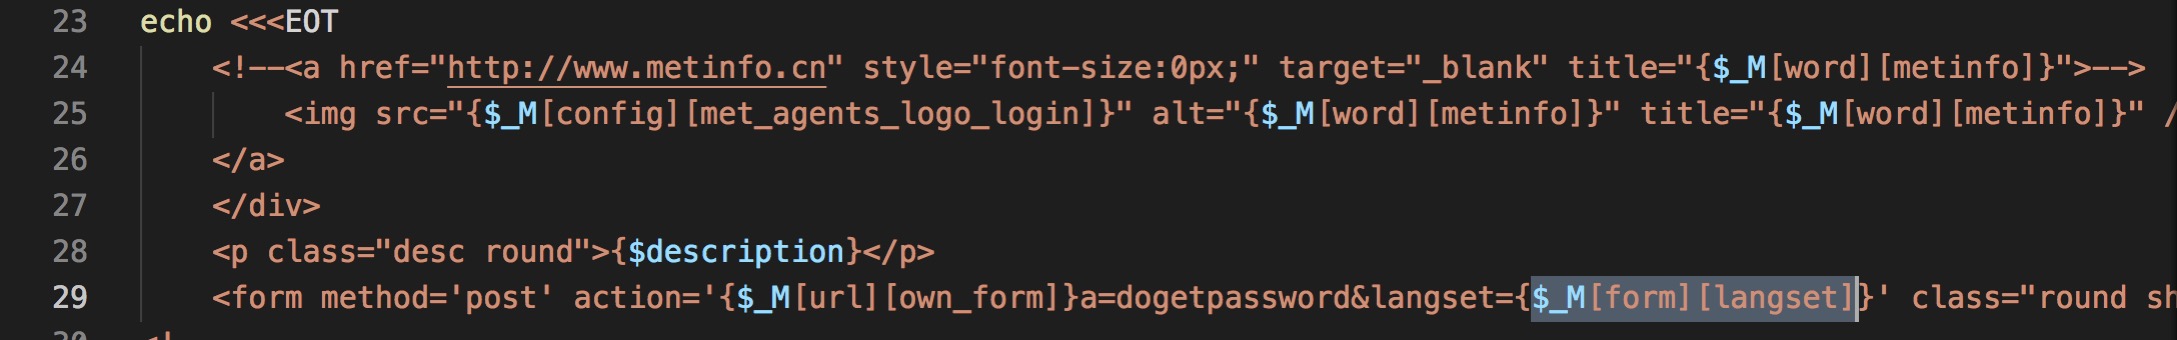 23 echo <<<EOT
24 <!--<a href="http://www.metinfo.cn" style="font-size:0px;" target="_blank" title="{$_M[word][metinfo]}">-->
25 <img src="{$_M[config][met_agents_logo_login]}" alt="{$_M[word][metinfo]}" title="{$_M[word][metinfo]}" /
26 </a>
27 </div>
28 <p class="desc round">{$description}</p>
29 <form method='post' action='{$_M[url][own_form]}a=dogetpassword&langset={$_M[form][langset]}' class="round sh